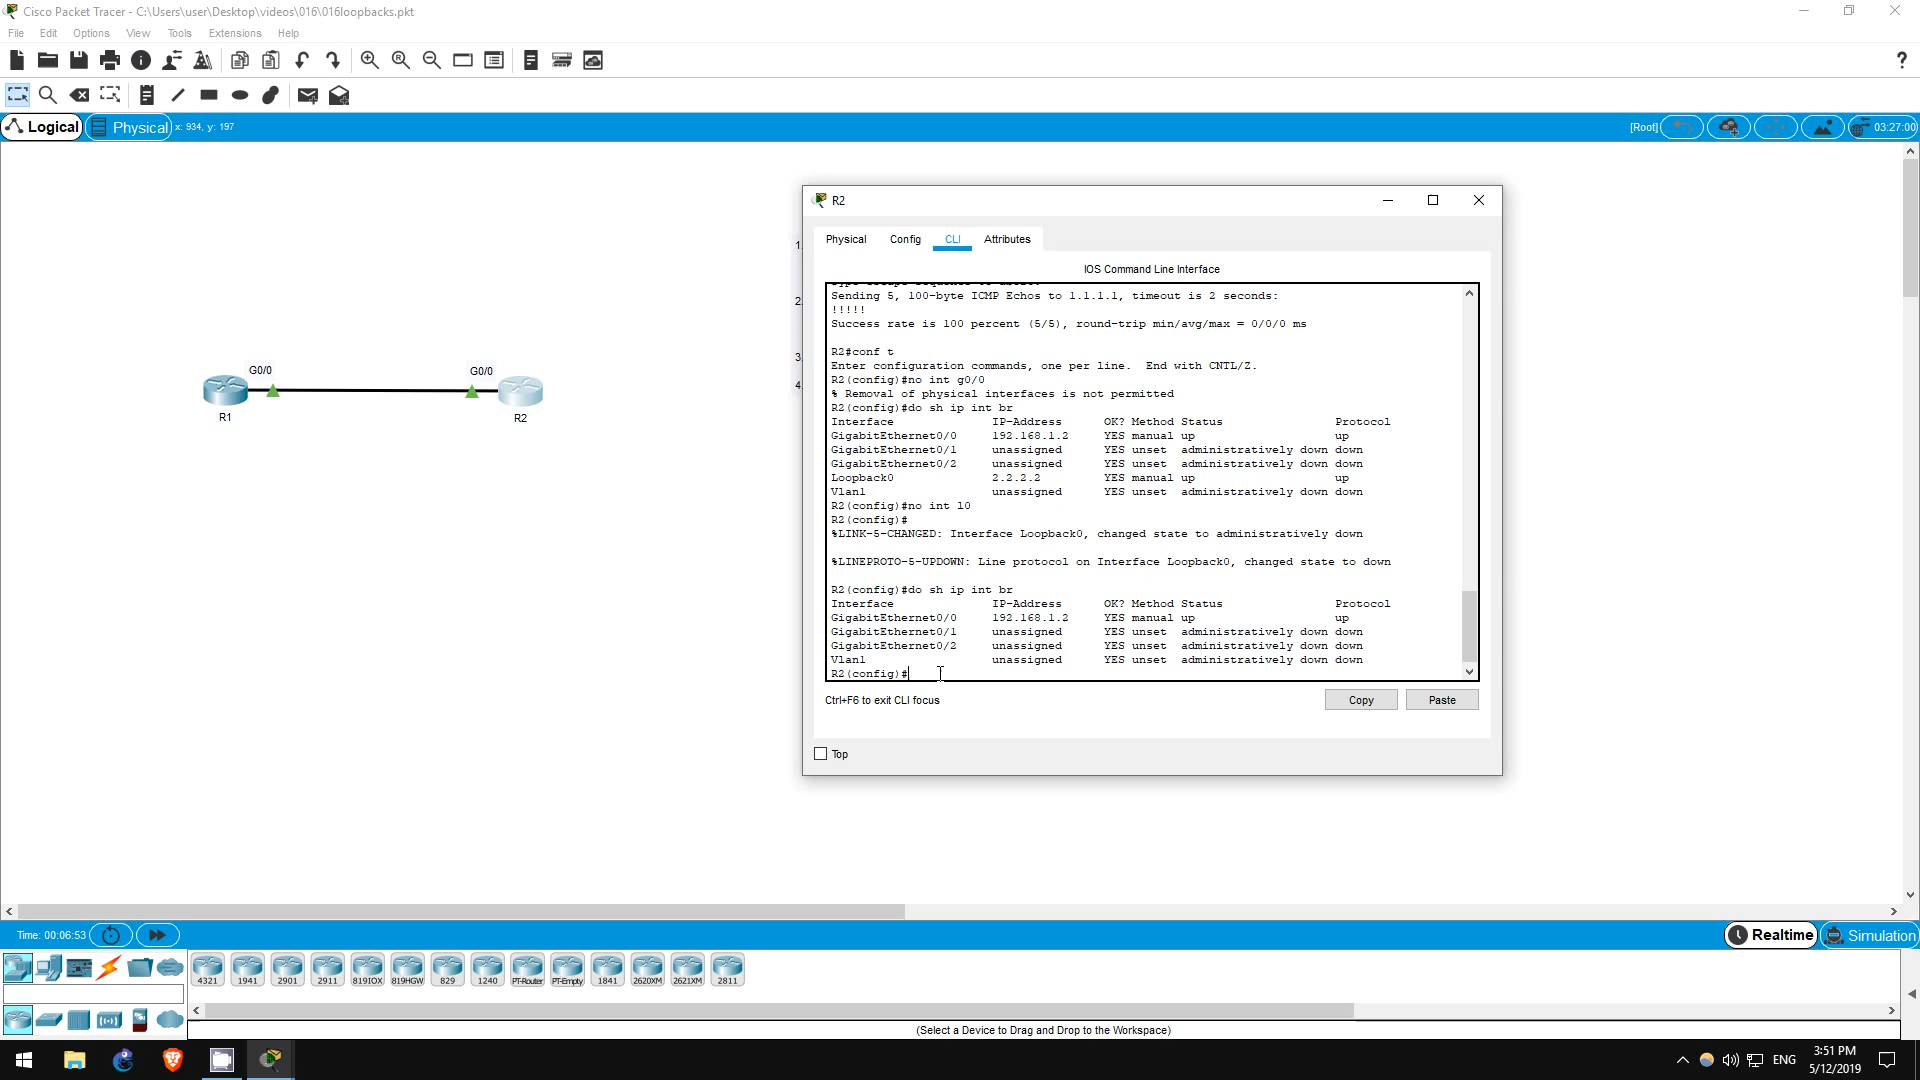 Cisco Packet Tracer - C:\Users\user\Desktop\videos\016\016loopbacks.pkt
File Edit Options View Tools Extensions Help
Logical Physical x: 934, y: 197 [Root] 03:27:00
R2
Physical Config CLI Attributes
IOS Command Line Interface
Sending 5, 100-byte ICMP Echos to 1.1.1.1, timeout is 2 seconds:
!!!!!
Success rate is 100 percent (5/5), round-trip min/avg/max = 0/0/0 ms
R2#conf t
Enter configuration commands, one per line. End with CNTL/Z.
R2(config)#no int g0/0
% Removal of physical interfaces is not permitted
R2(config)#do sh ip int br
Interface IP-Address OK? Method Status Protocol
GigabitEthernet0/0 192.168.1.2 YES manual up up
GigabitEthernet0/1 unassigned YES unset administratively down down
GigabitEthernet0/2 unassigned YES unset administratively down down
Loopback0 2.2.2.2 YES manual up up
Vlan1 unassigned YES unset administratively down down
R2(config)#no int l0
R2(config)#
%LINK-5-CHANGED: Interface Loopback0, changed state to administratively down
%LINEPROTO-5-UPDOWN: Line protocol on Interface Loopback0, changed state to down
R2(config)#do sh ip int br
Interface IP-Address OK? Method Status Protocol
GigabitEthernet0/0 192.168.1.2 YES manual up up
GigabitEthernet0/1 unassigned YES unset administratively down down
GigabitEthernet0/2 unassigned YES unset administratively down down
Vlan1 unassigned YES unset administratively down down
R2(config)#
Ctrl+F6 to exit CLI focus Copy Paste
Top
1.
2.
3.
4.
G0/0 G0/0
R1 R2
Time: 00:06:53 Realtime Simulation
4321 1941 2901 2911 819IOX 819HGW 829 1240 PT-Router PT-Empty 1841 2620XM 2621XM 2811
(Select a Device to Drag and Drop to the Workspace)
ENG 3:51 PM
5/12/2019